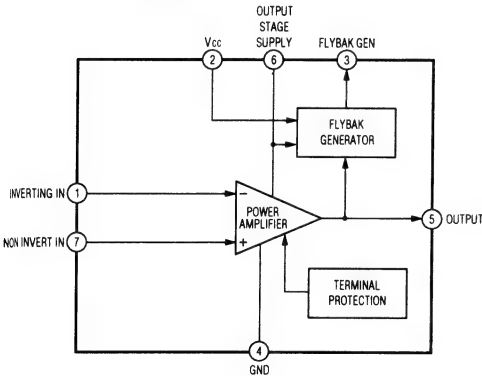 OUTPUT
STAGE
SUPPLY
Vcc
FLYBAK GEN
2
6
3
FLYBAK
GENERATOR
INVERTING IN
1
−
POWER
AMPLIFIER
5
OUTPUT
NON INVERT IN
7
+
TERMINAL
PROTECTION
4
GND